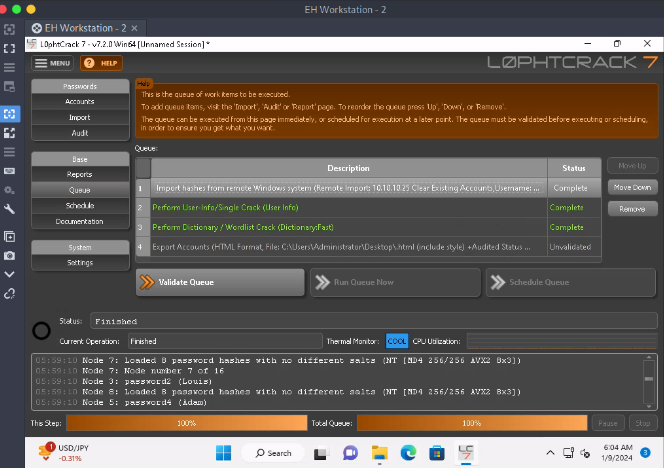 EH Workstation - 2
EH Workstation - 2 ×
L0phtCrack 7 - v7.2.0 Win64 [Unnamed Session] *
MENU
? HELP
L0PHTCRACK 7
Passwords
Accounts
Import
Audit
Base
Reports
Queue
Schedule
Documentation
System
Settings
Help
This is the queue of work items to be executed.
To add queue items, visit the 'Import', 'Audit' or 'Report' page. To reorder the queue press 'Up', 'Down', or 'Remove'.
The queue can be executed from this page immediately, or scheduled for execution at a later point. The queue must be validated before executing or scheduling,
in order to ensure you get what you want.
Queue:
Description Status
1 Import hashes from remote Windows system (Remote Import: 10.10.10.25 Clear Existing Accounts,Username: ... Complete
2 Perform User-Info/Single Crack (User Info) Complete
3 Perform Dictionary / Wordlist Crack (Dictionary:Fast) Complete
4 Export Accounts (HTML Format, File: C:\Users\Administrator\Desktop\.html (include style) +Audited Status ... Unvalidated
Move Up
Move Down
Remove
Validate Queue
Run Queue Now
Schedule Queue
Status: Finished
Current Operation: Finished Thermal Monitor: COOL CPU Utilization:
05:59:10 Node 7: Loaded 8 password hashes with no different salts (NT [MD4 256/256 AVX2 8x3])
05:59:10 Node 7: Node number 7 of 16
05:59:10 Node 3: password2 (Louis)
05:59:10 Node 8: Loaded 8 password hashes with no different salts (NT [MD4 256/256 AVX2 8x3])
05:59:10 Node 5: password4 (Adam)
This Step: 100% Total Queue: 100% Pause Stop
1
USD/JPY
-0.31%
Search
LC
7
6:04 AM
1/9/2024
3